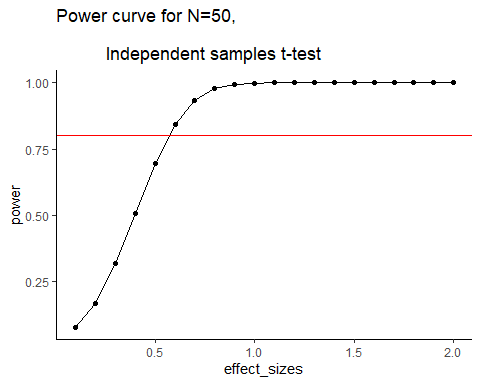 Power curve for N=50,
Independent samples t-test
1.00
0.75
0.50
0.25
power
0.5 1.0 1.5 2.0
effect_sizes